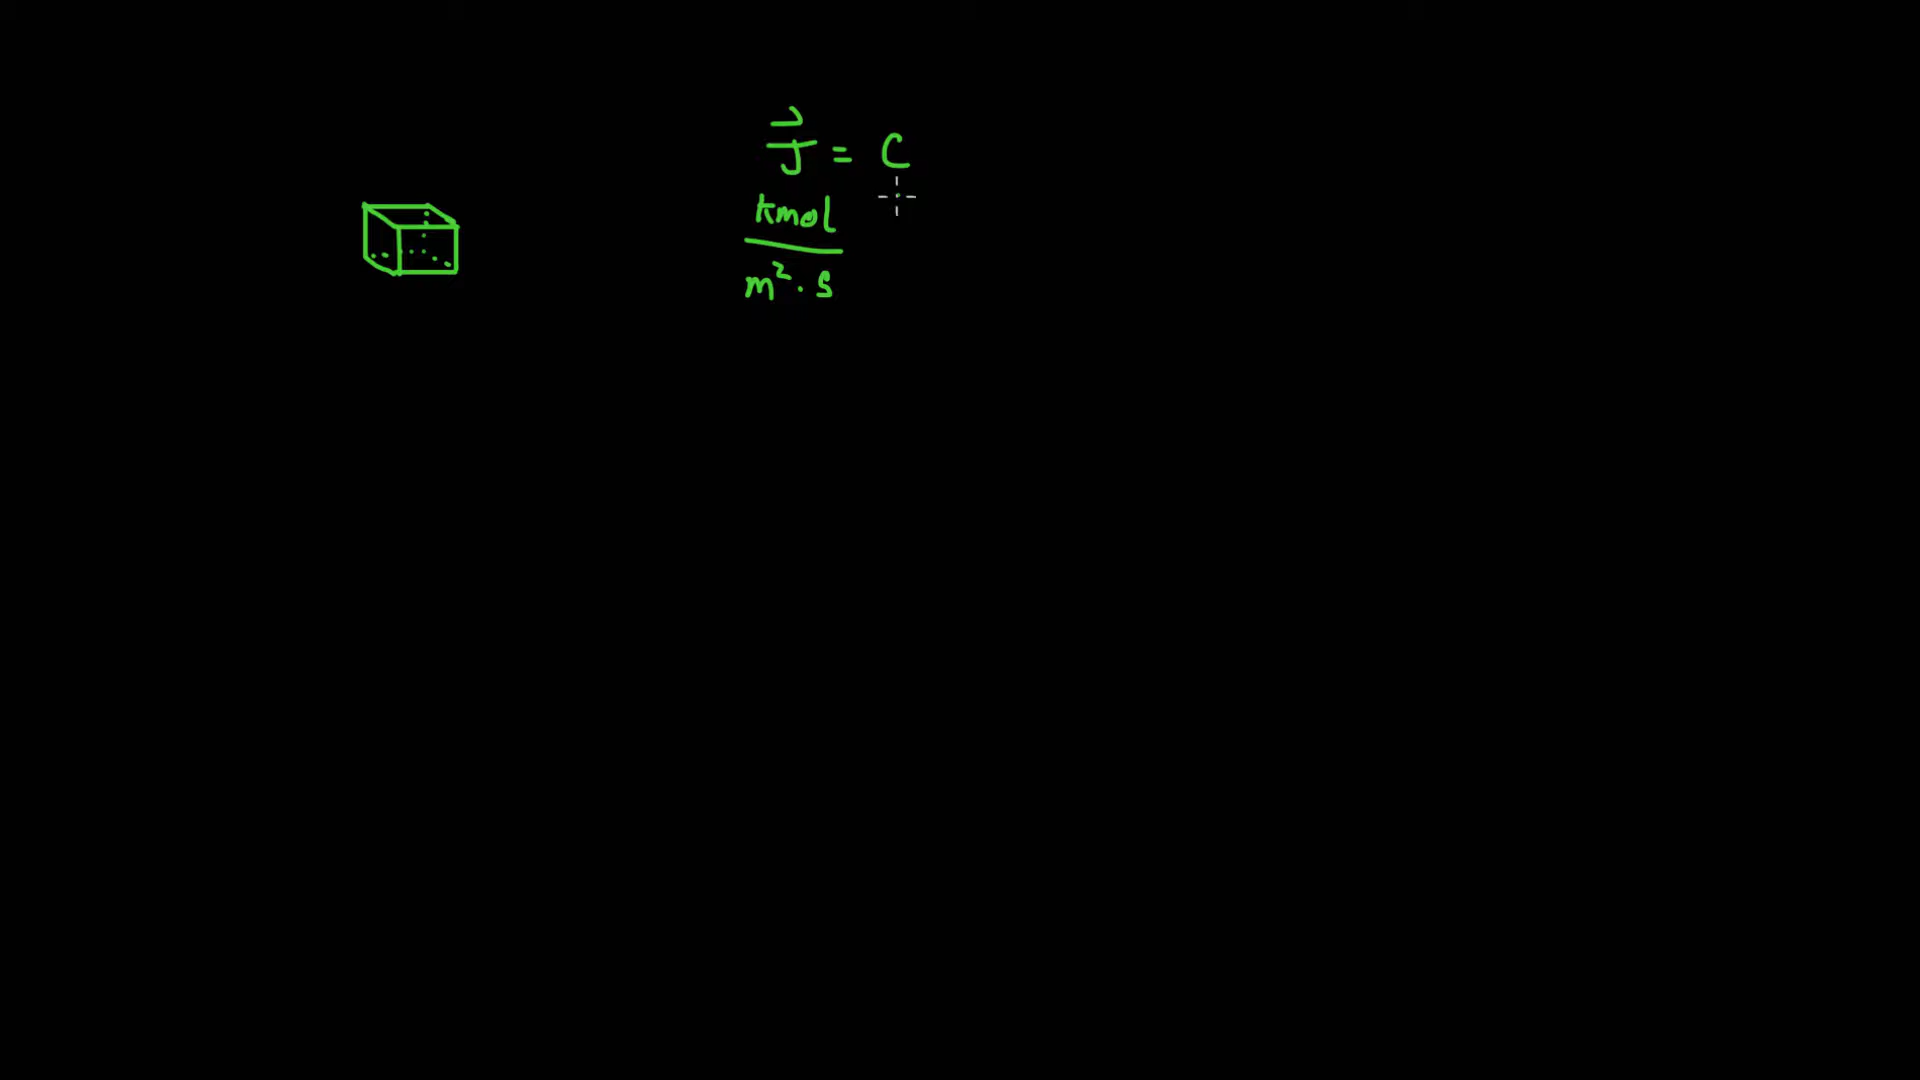 J⃗ = C
kmol
m² · s